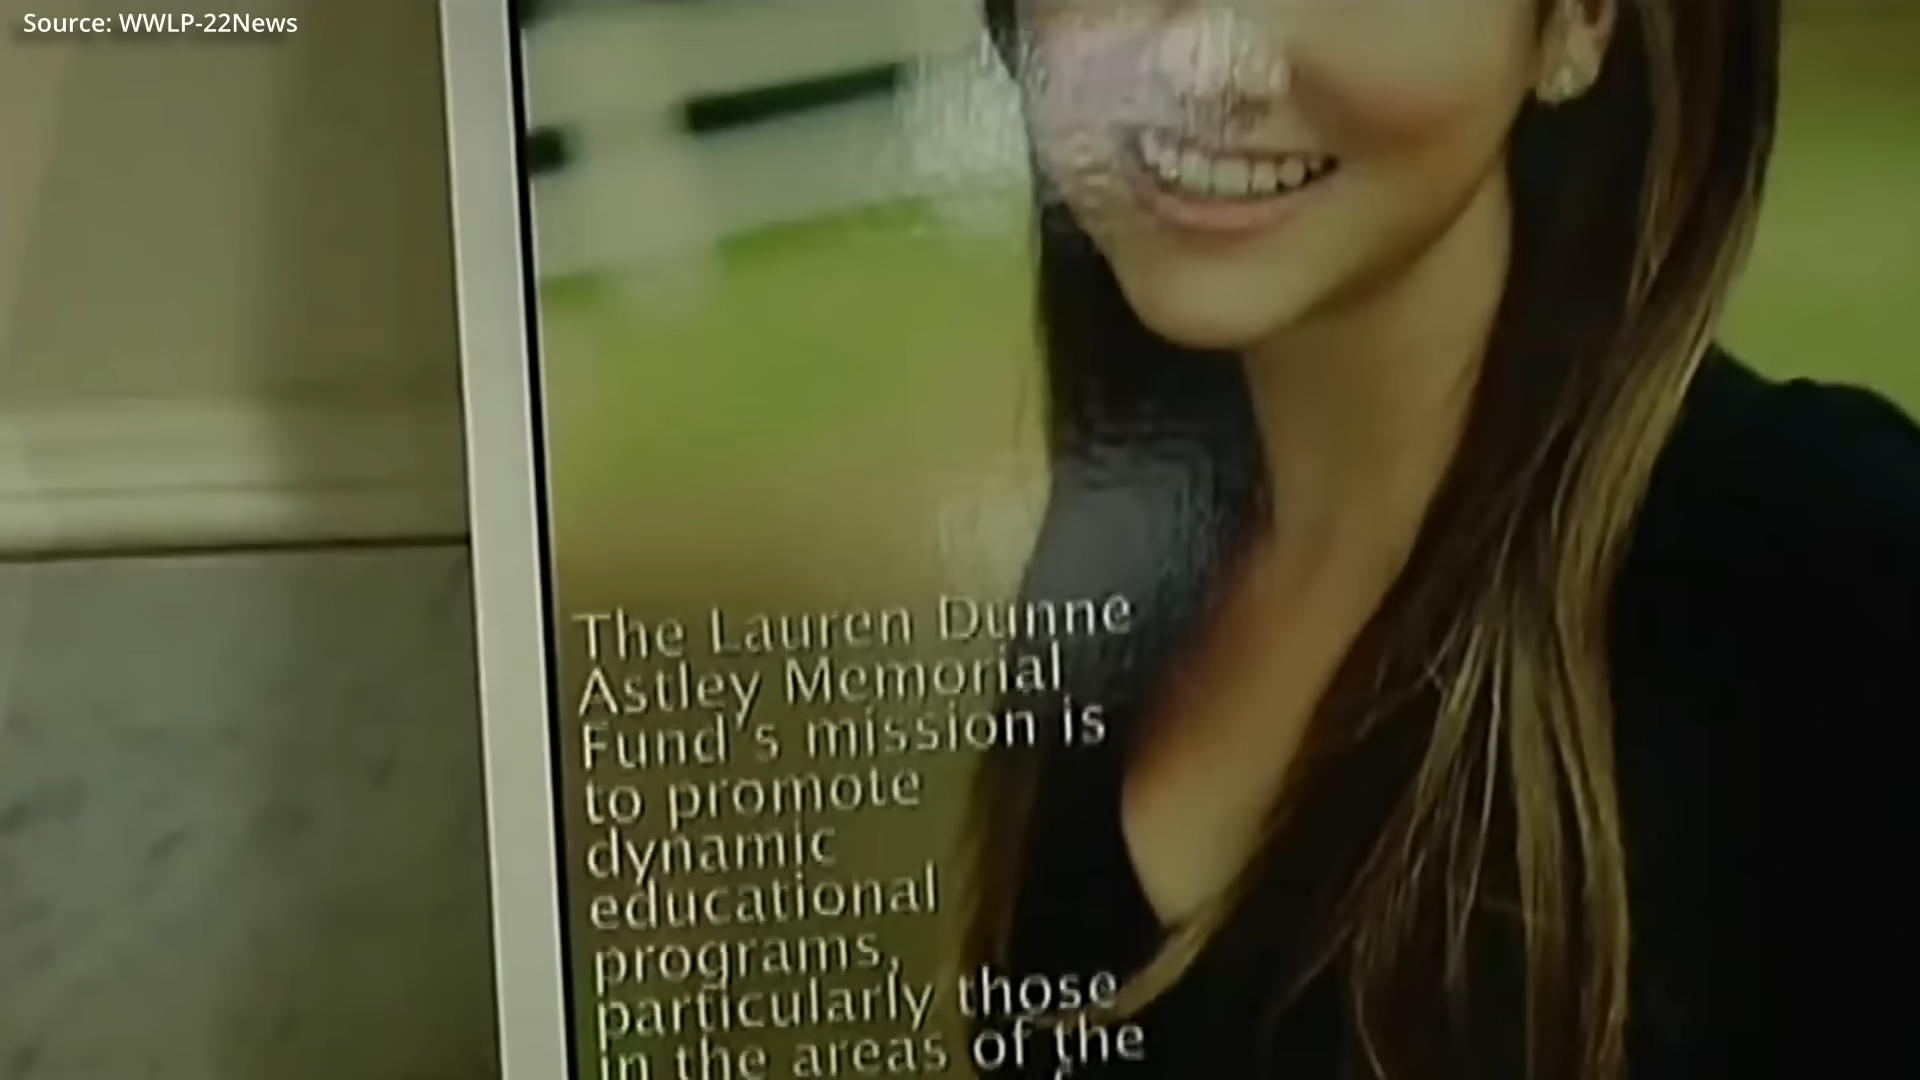 Source: WWLP-22News
The Lauren Dunne
Astley Memorial
Fund's mission is
to promote
dynamic
educational
programs,
particularly those
in the areas of the